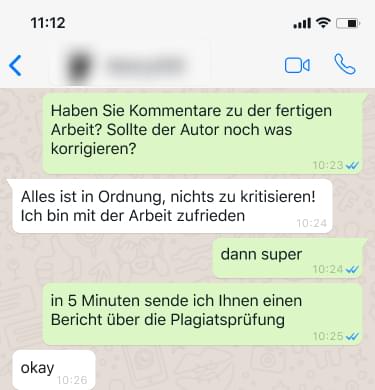 11:12
Haben Sie Kommentare zu der fertigen
Arbeit? Sollte der Autor noch was
korrigieren?
10:23
Alles ist in Ordnung, nichts zu kritisieren!
Ich bin mit der Arbeit zufrieden
10:24
dann super
10:24
in 5 Minuten sende ich Ihnen einen
Bericht über die Plagiatsprüfung
10:25
okay
10:26